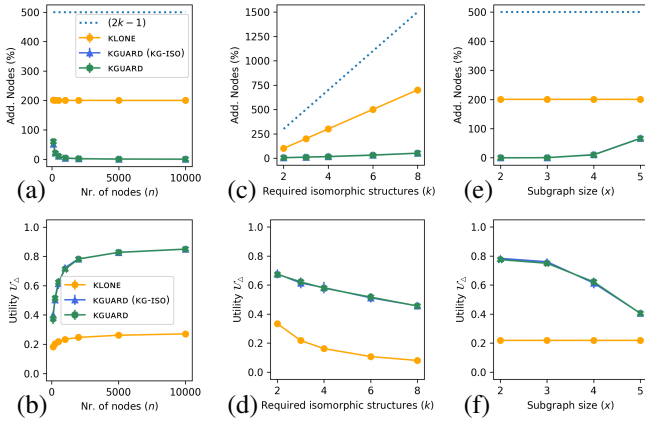 500
400
300
200
100
0
Add. Nodes (%)
(2k − 1)
KLONE
KGUARD (KG-ISO)
KGUARD
0
5000
10000
(a)
Nr. of nodes (n)
1500
1250
1000
750
500
250
0
Add. Nodes (%)
2
3
4
5
6
7
8
(c)
Required isomorphic structures (k)
500
400
300
200
100
0
Add. Nodes (%)
2
3
4
5
(e)
Subgraph size (x)
1.0
0.8
0.6
0.4
0.2
0.0
Utility 𝒰△
KLONE
KGUARD (KG-ISO)
KGUARD
0
5000
10000
(b)
Nr. of nodes (n)
1.0
0.8
0.6
0.4
0.2
0.0
Utility 𝒰△
2
3
4
5
6
7
8
(d)
Required isomorphic structures (k)
1.0
0.8
0.6
0.4
0.2
0.0
Utility 𝒰△
2
3
4
5
(f)
Subgraph size (x)